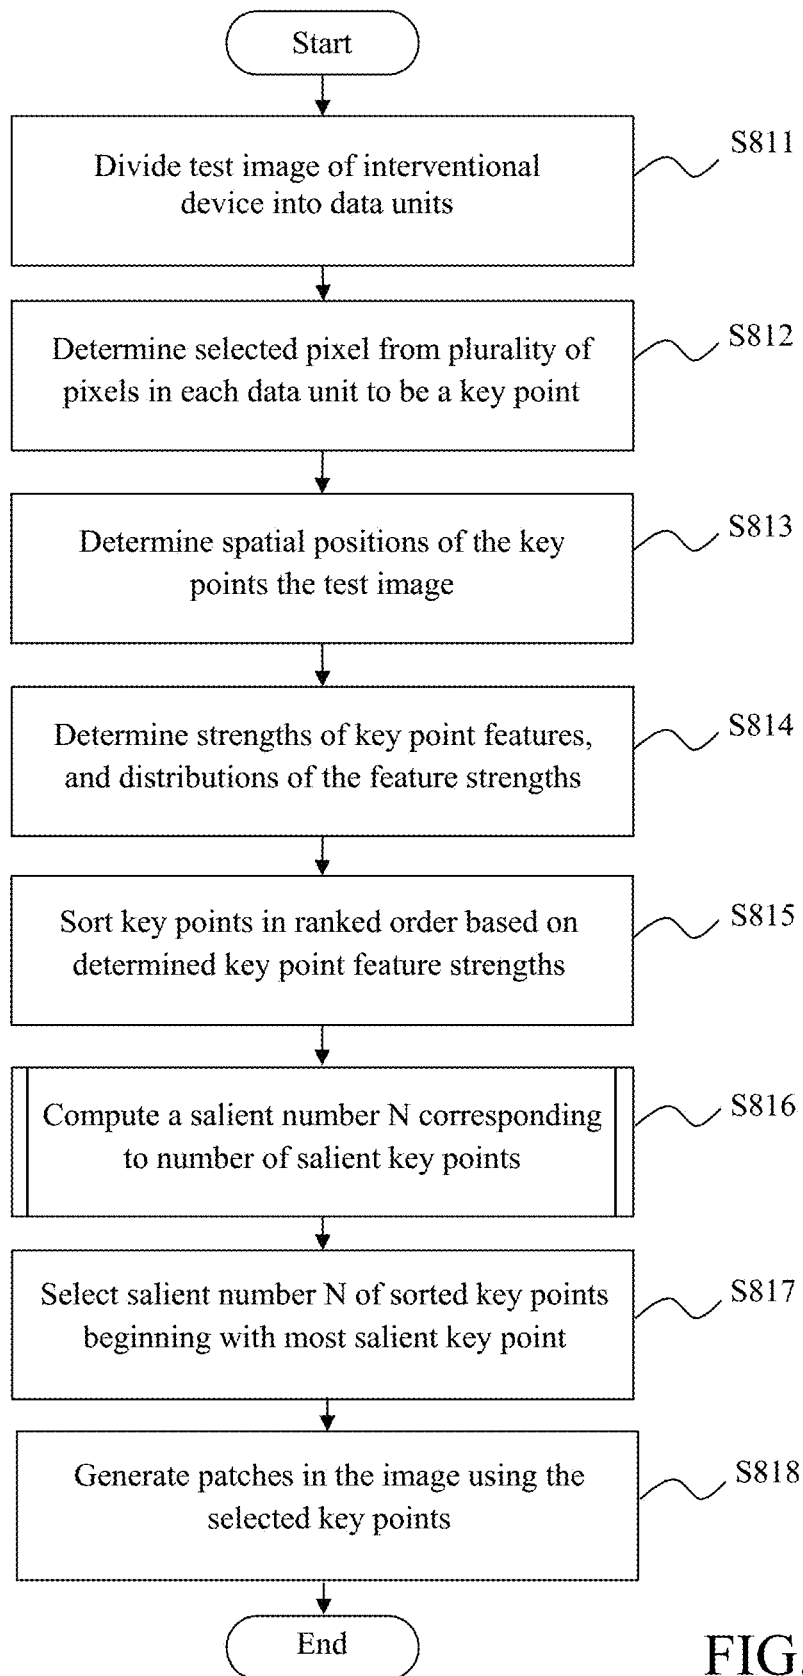 Start
Divide test image of interventional
device into data units
S811
Determine selected pixel from plurality of
pixels in each data unit to be a key point
S812
Determine spatial positions of the key
points the test image
S813
Determine strengths of key point features,
and distributions of the feature strengths
S814
Sort key points in ranked order based on
determined key point feature strengths
S815
Compute a salient number N corresponding
to number of salient key points
S816
Select salient number N of sorted key points
beginning with most salient key point
S817
Generate patches in the image using the
selected key points
S818
End
FIG.